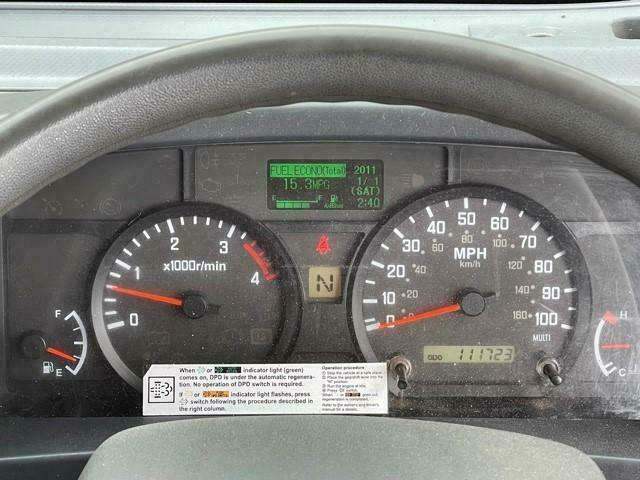 FUEL ECONO(Total) 2011
15.3MPG 1/ 1
(SAT)
E F 2:40
0 1 2 3 4
x1000r/min
N
0 10 20 30 40 50 60 70 80 90 100
0 20 40 60 80 100 120 140 160
MPH
km/h
MULTI
ODO 111723
F
E
H
C
When or indicator light (green)
comes on, DPD is under the automatic regenera-
tion. No operation of DPD switch is required.
If or indicator light flashes, press
switch following the procedure described in
the right column.
Operation procedure